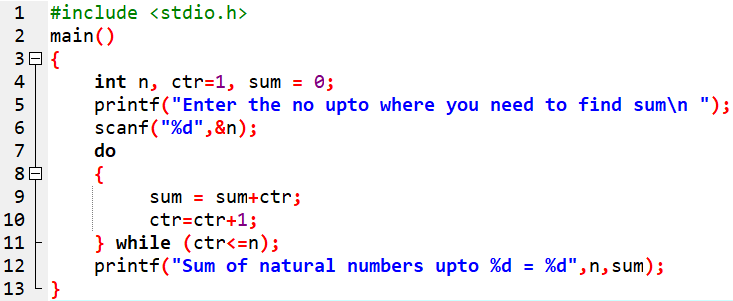 1 #include <stdio.h>
2 main()
3 {
4 int n, ctr=1, sum = 0;
5 printf("Enter the no upto where you need to find sum\n ");
6 scanf("%d",&n);
7 do
8 {
9 sum = sum+ctr;
10 ctr=ctr+1;
11 } while (ctr<=n);
12 printf("Sum of natural numbers upto %d = %d",n,sum);
13 }